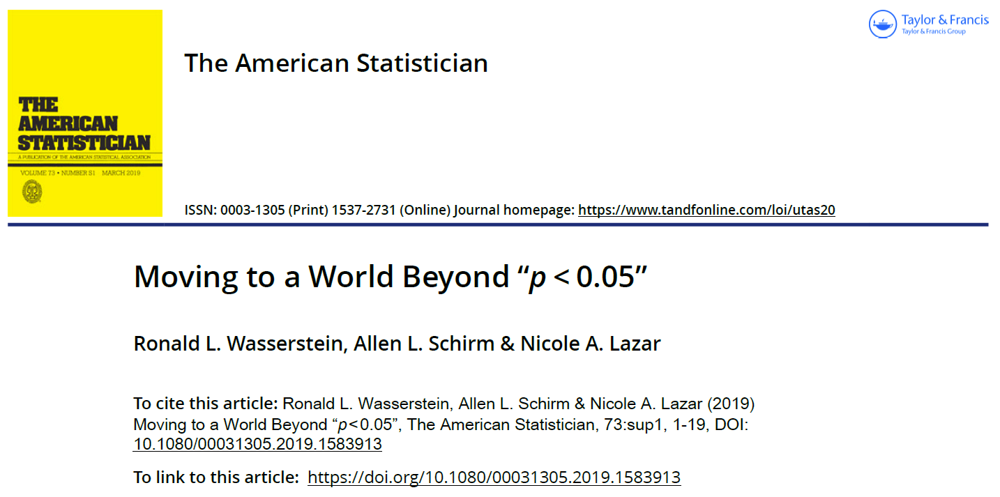 Taylor & Francis
Taylor & Francis Group
The American Statistician
THE
AMERICAN
STATISTICIAN
A PUBLICATION OF THE AMERICAN STATISTICAL ASSOCIATION
VOLUME 73 • NUMBER S1 MARCH 2019
ISSN: 0003-1305 (Print) 1537-2731 (Online) Journal homepage: https://www.tandfonline.com/loi/utas20
Moving to a World Beyond “p < 0.05”
Ronald L. Wasserstein, Allen L. Schirm & Nicole A. Lazar
To cite this article: Ronald L. Wasserstein, Allen L. Schirm & Nicole A. Lazar (2019)
Moving to a World Beyond “p<0.05”, The American Statistician, 73:sup1, 1-19, DOI:
10.1080/00031305.2019.1583913
To link to this article: https://doi.org/10.1080/00031305.2019.1583913